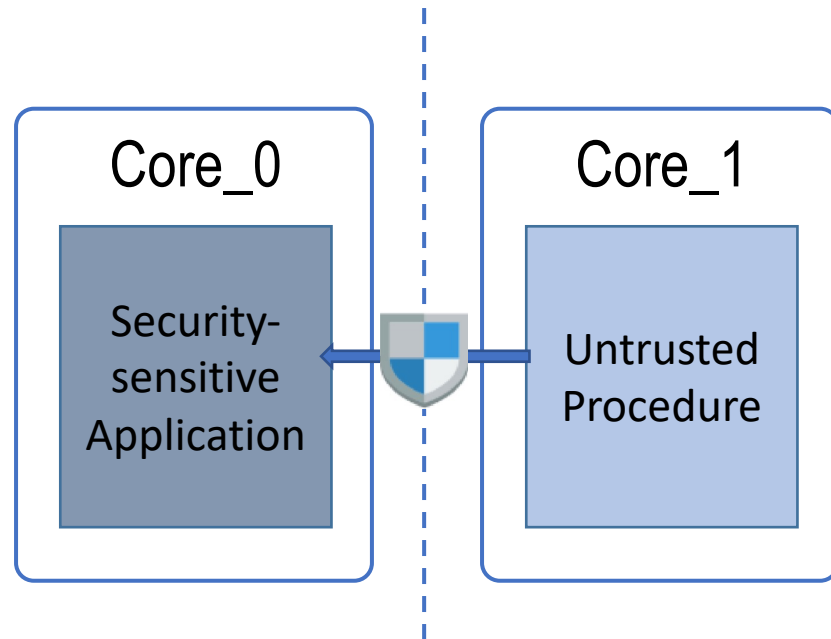 Core_0
Security-
sensitive
Application
Core_1
Untrusted
Procedure